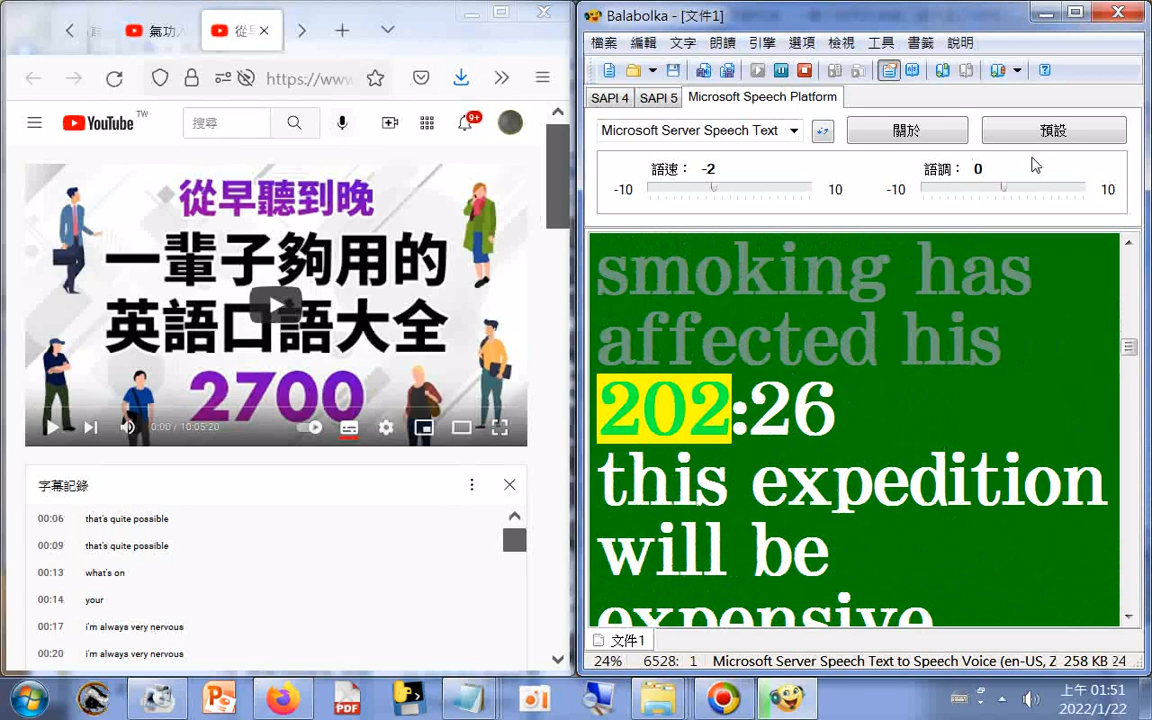 氣功
從
https://www
YouTube TW
搜尋
9+
從早聽到晚
一輩子夠用的
英語口語大全
2700
0:00 / 10:05:20
字幕記錄
00:06 that's quite possible
00:09 that's quite possible
00:13 what's on
00:14 your
00:17 i'm always very nervous
00:20 i'm always very nervous
Balabolka - [文件1]
檔案 編輯 文字 朗讀 引擎 選項 檢視 工具 書籤 說明
SAPI 4 SAPI 5 Microsoft Speech Platform
Microsoft Server Speech Text 關於 預設
語速： -2 語調： 0
-10 10 -10 10
smoking has
affected his
202:26
this expedition
will be
expensive
文件1
24% 6528: 1 Microsoft Server Speech Text to Speech Voice (en-US, Z 258 KB 24
PDF
上午 01:51
2022/1/22